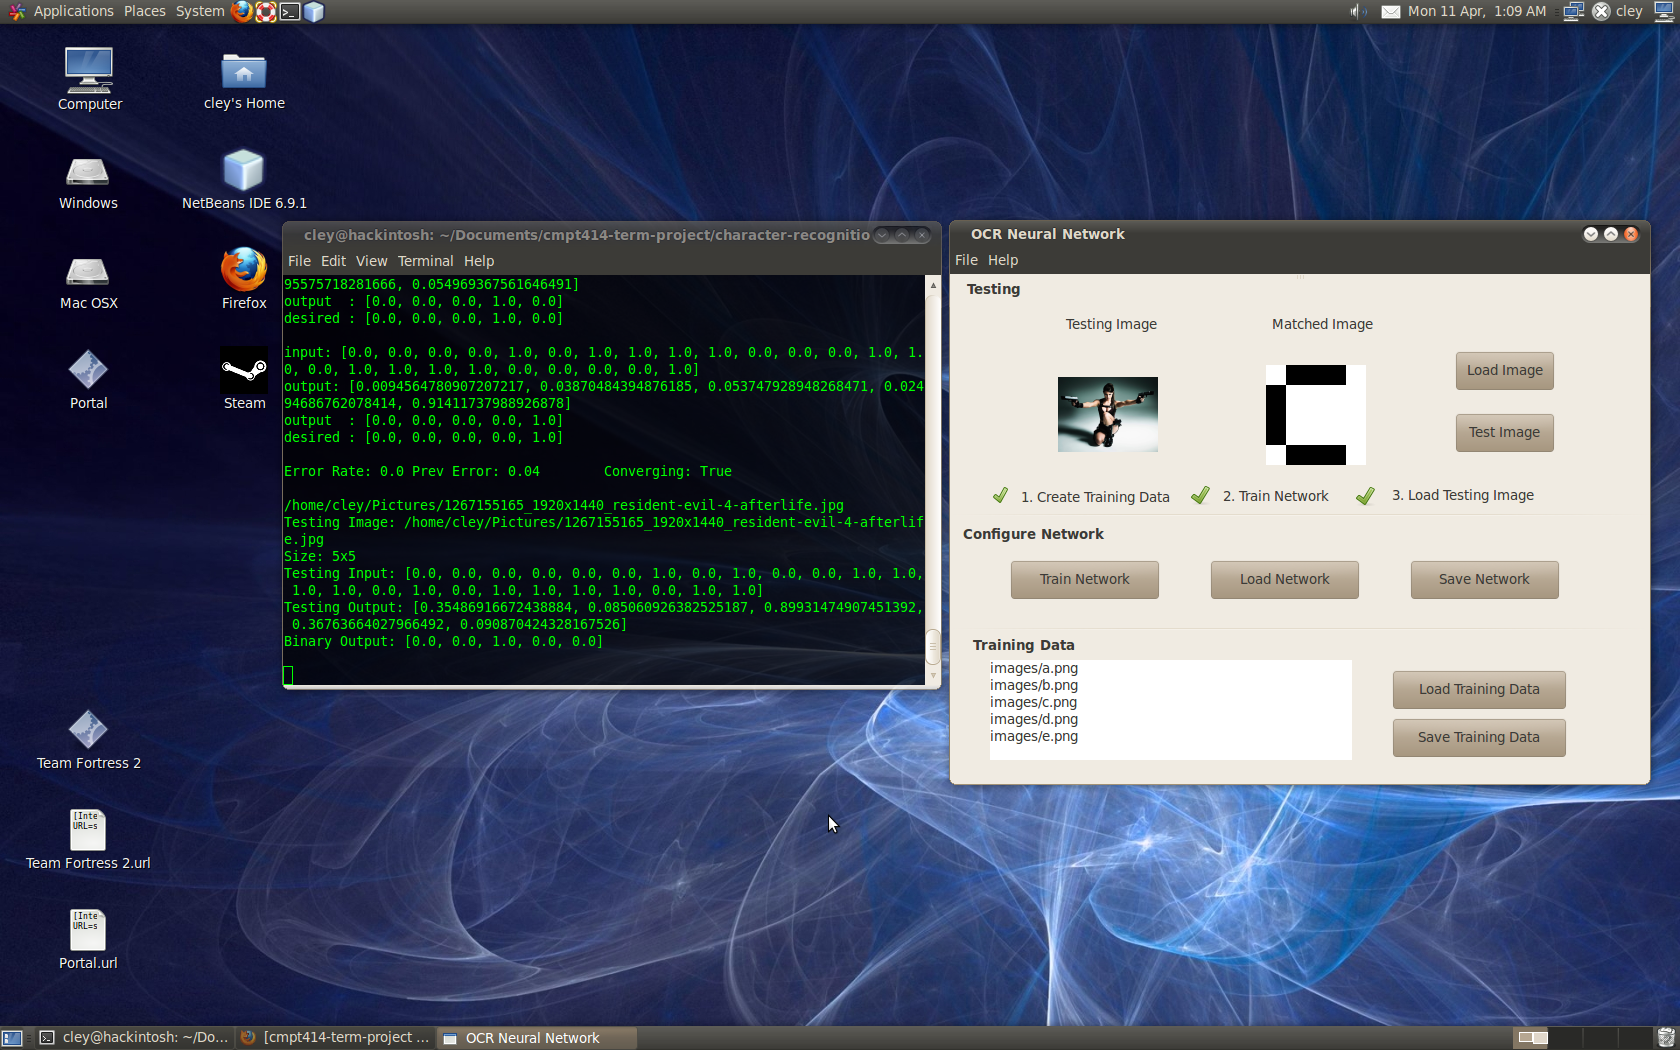 Applications Places System
Mon 11 Apr, 1:09 AM cley
Computer
cley's Home
Windows
NetBeans IDE 6.9.1
Mac OSX
Firefox
Portal
Steam
Team Fortress 2
[Inte
URL=s
Team Fortress 2.url
[Inte
URL=s
Portal.url
cley@hackintosh: ~/Documents/cmpt414-term-project/character-recognitio
File Edit View Terminal Help
95575718281666, 0.054969367561646491]
output  : [0.0, 0.0, 0.0, 1.0, 0.0]
desired : [0.0, 0.0, 0.0, 1.0, 0.0]
input: [0.0, 0.0, 0.0, 0.0, 1.0, 0.0, 1.0, 1.0, 1.0, 1.0, 0.0, 0.0, 0.0, 1.0, 1.
0, 0.0, 1.0, 1.0, 1.0, 1.0, 0.0, 0.0, 0.0, 0.0, 1.0]
output: [0.0094564780907207217, 0.03870484394876185, 0.053747928948268471, 0.024
94686762078414, 0.91411737988926878]
output  : [0.0, 0.0, 0.0, 0.0, 1.0]
desired : [0.0, 0.0, 0.0, 0.0, 1.0]
Error Rate: 0.0 Prev Error: 0.04        Converging: True
/home/cley/Pictures/1267155165_1920x1440_resident-evil-4-afterlife.jpg
Testing Image: /home/cley/Pictures/1267155165_1920x1440_resident-evil-4-afterlif
e.jpg
Size: 5x5
Testing Input: [0.0, 0.0, 0.0, 0.0, 0.0, 0.0, 1.0, 0.0, 1.0, 0.0, 0.0, 1.0, 1.0,
 1.0, 1.0, 0.0, 1.0, 0.0, 1.0, 1.0, 1.0, 1.0, 0.0, 1.0, 1.0]
Testing Output: [0.35486916672438884, 0.085060926382525187, 0.89931474907451392,
 0.36763664027966492, 0.090870424328167526]
Binary Output: [0.0, 0.0, 1.0, 0.0, 0.0]
OCR Neural Network
File Help
Testing
Testing Image
Matched Image
Load Image
Test Image
1. Create Training Data
2. Train Network
3. Load Testing Image
Configure Network
Train Network
Load Network
Save Network
Training Data
images/a.png
images/b.png
images/c.png
images/d.png
images/e.png
Load Training Data
Save Training Data
cley@hackintosh: ~/Do...
[cmpt414-term-project ...
OCR Neural Network